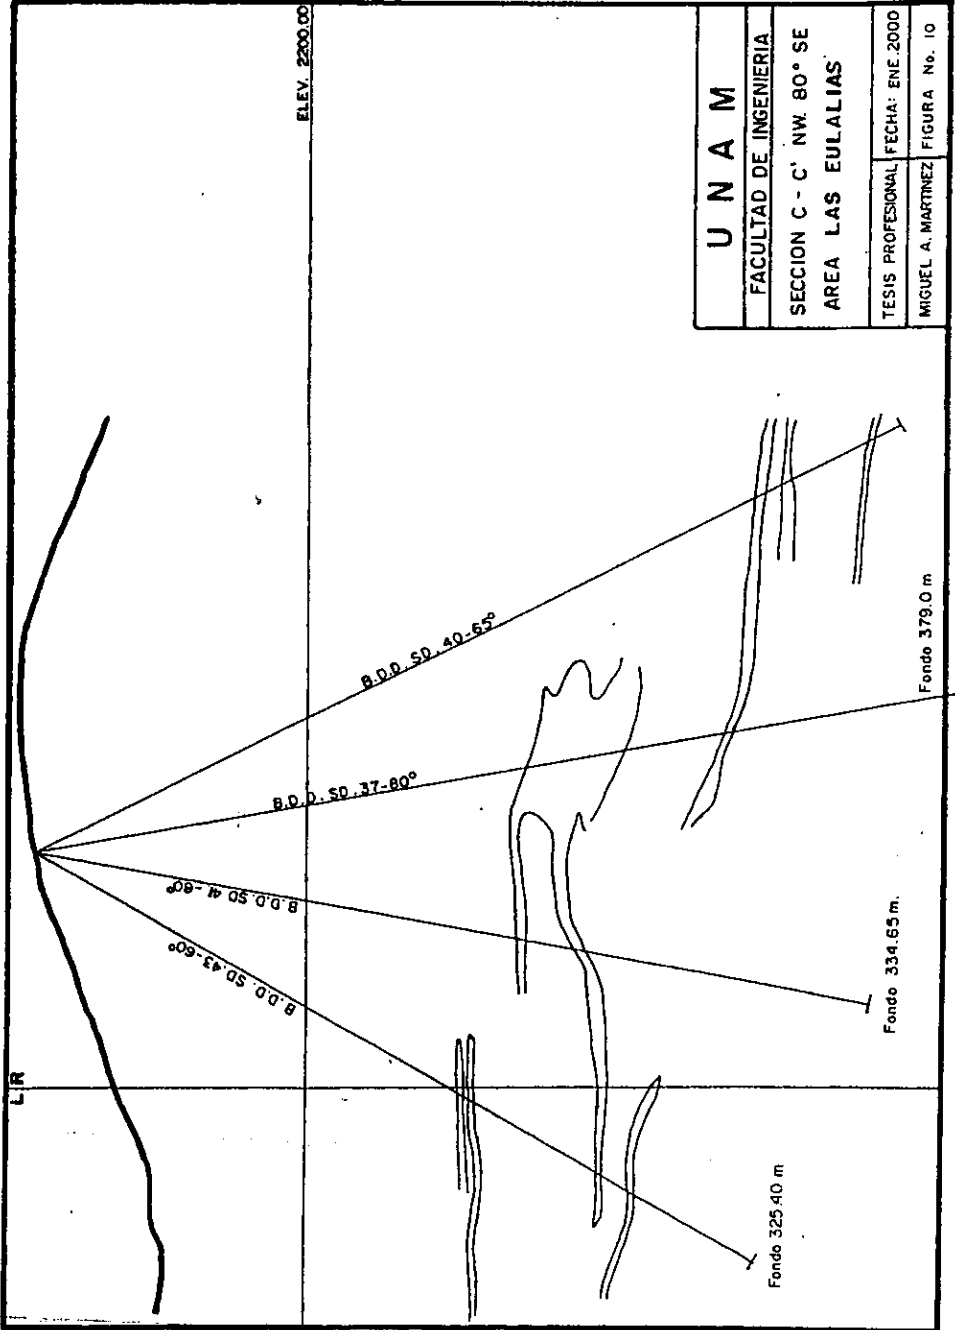 L.R
ELEV. 2200.00
B.D.D. SD. 43-60°
B.D.D. SD 41-80°
B.D.D. SD. 37-80°
B.D.D. SD. 40-65°
Fondo 325.40 m
Fondo 334.65 m.
Fondo 379.0 m
U N A M
FACULTAD DE INGENIERIA
SECCION C - C' NW. 80° SE
AREA LAS EULALIAS
TESIS PROFESIONAL FECHA: ENE.2000
MIGUEL A. MARTINEZ FIGURA No. 10